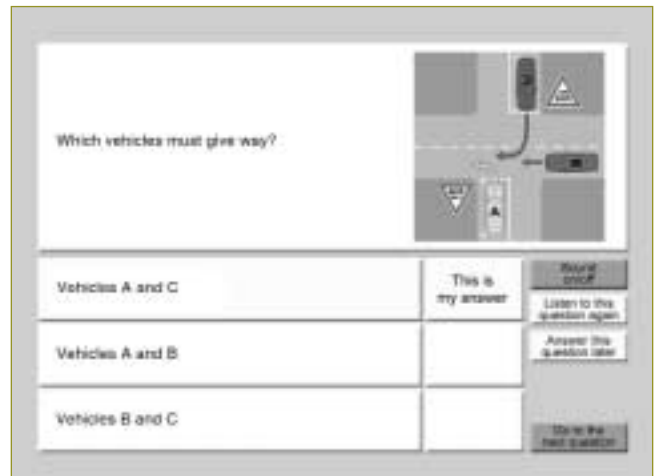 Which vehicles must give way?
A
Vehicles A and C
This is
my answer
Sound
on/off
Listen to this
question again
Vehicles A and B
Answer this
question later
Vehicles B and C
Go to the
next question